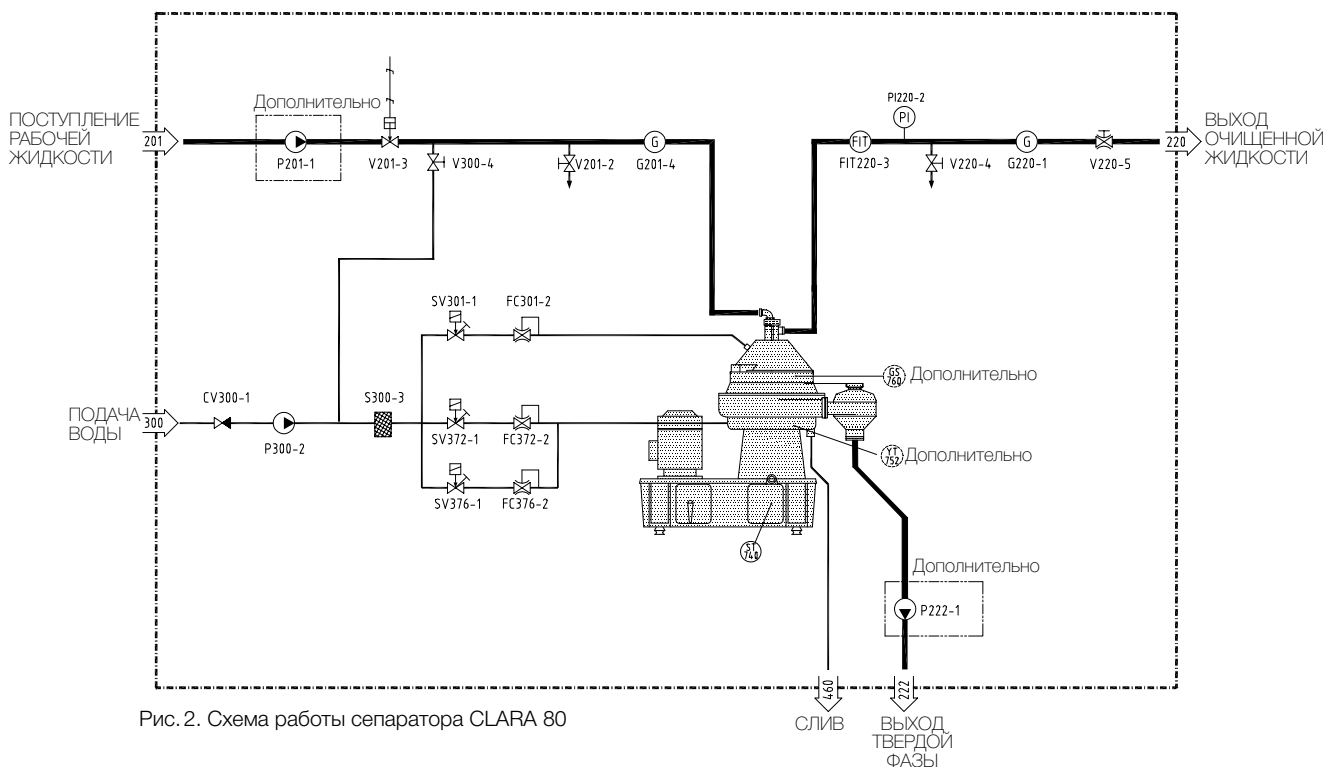 Дополнительно
ПОСТУПЛЕНИЕ
РАБОЧЕЙ
ЖИДКОСТИ
201
P201-1
V201-3
V300-4
V201-2
G
G201-4
PI220-2
PI
FIT
FIT220-3
V220-4
G
G220-1
V220-5
220
ВЫХОД
ОЧИЩЕННОЙ
ЖИДКОСТИ
SV301-1
FC301-2
GS
760
Дополнительно
ПОДАЧА
ВОДЫ
300
CV300-1
P300-2
S300-3
SV372-1
FC372-2
SV376-1
FC376-2
YT
752
Дополнительно
ST
740
Дополнительно
P222-1
460
222
СЛИВ
ВЫХОД
ТВЕРДОЙ
ФАЗЫ
Рис. 2. Схема работы сепаратора CLARA 80